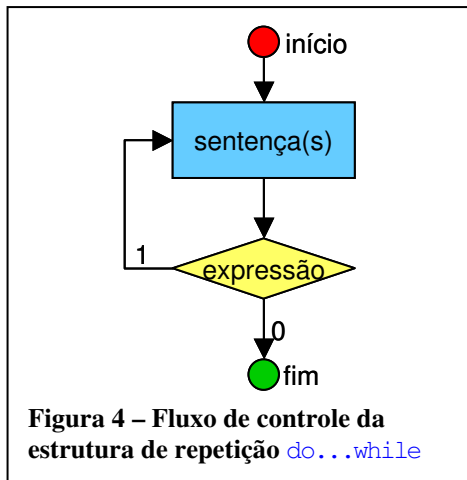 início
sentença(s)
1
expressão
0
fim
Figura 4 – Fluxo de controle da
estrutura de repetição do...while